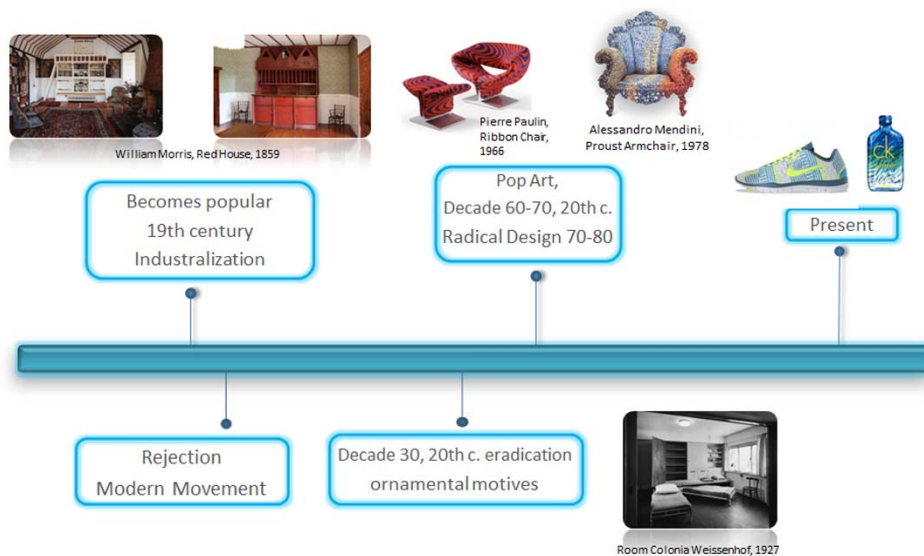 William Morris, Red House, 1859
Pierre Paulin,
Ribbon Chair,
1966
Alessandro Mendini,
Proust Armchair, 1978
ck
Becomes popular
19th century
Industralization
Pop Art,
Decade 60-70, 20th c.
Radical Design 70-80
Present
Rejection
Modern Movement
Decade 30, 20th c. eradication
ornamental motives
Room Colonia Weissenhof, 1927